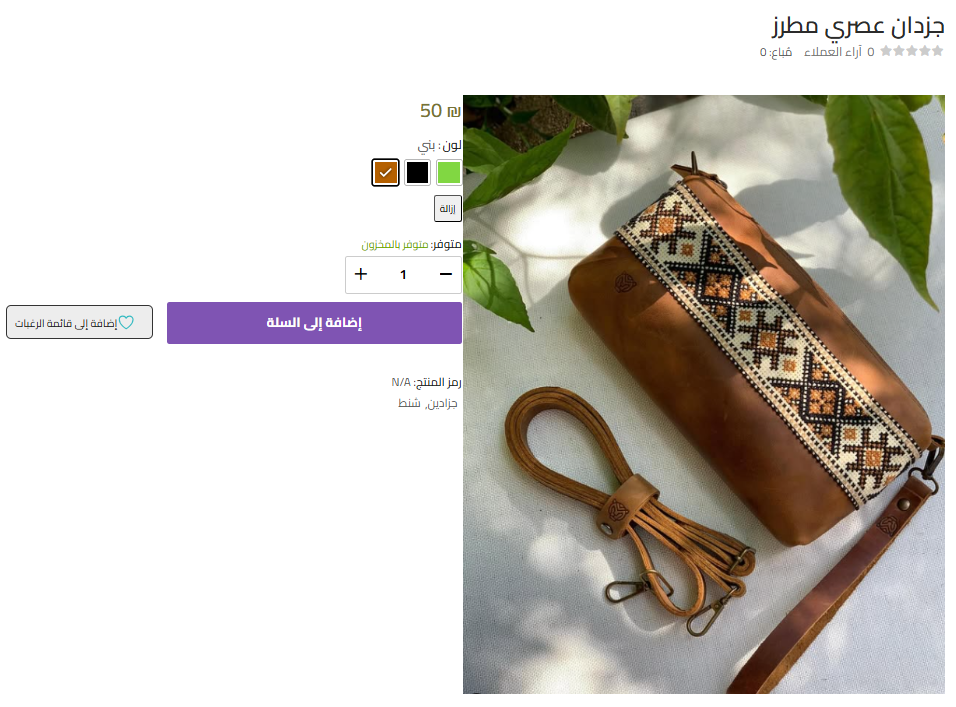 جزدان عصري مطرز
0 آراء العملاء مُباع: 0
₪ 50
لون : بني
إزالة
متوفر: متوفر بالمخزون
1
إضافة إلى السلة
إضافة إلى قائمة الرغبات
رمز المنتج: N/A
جزادين, شنط